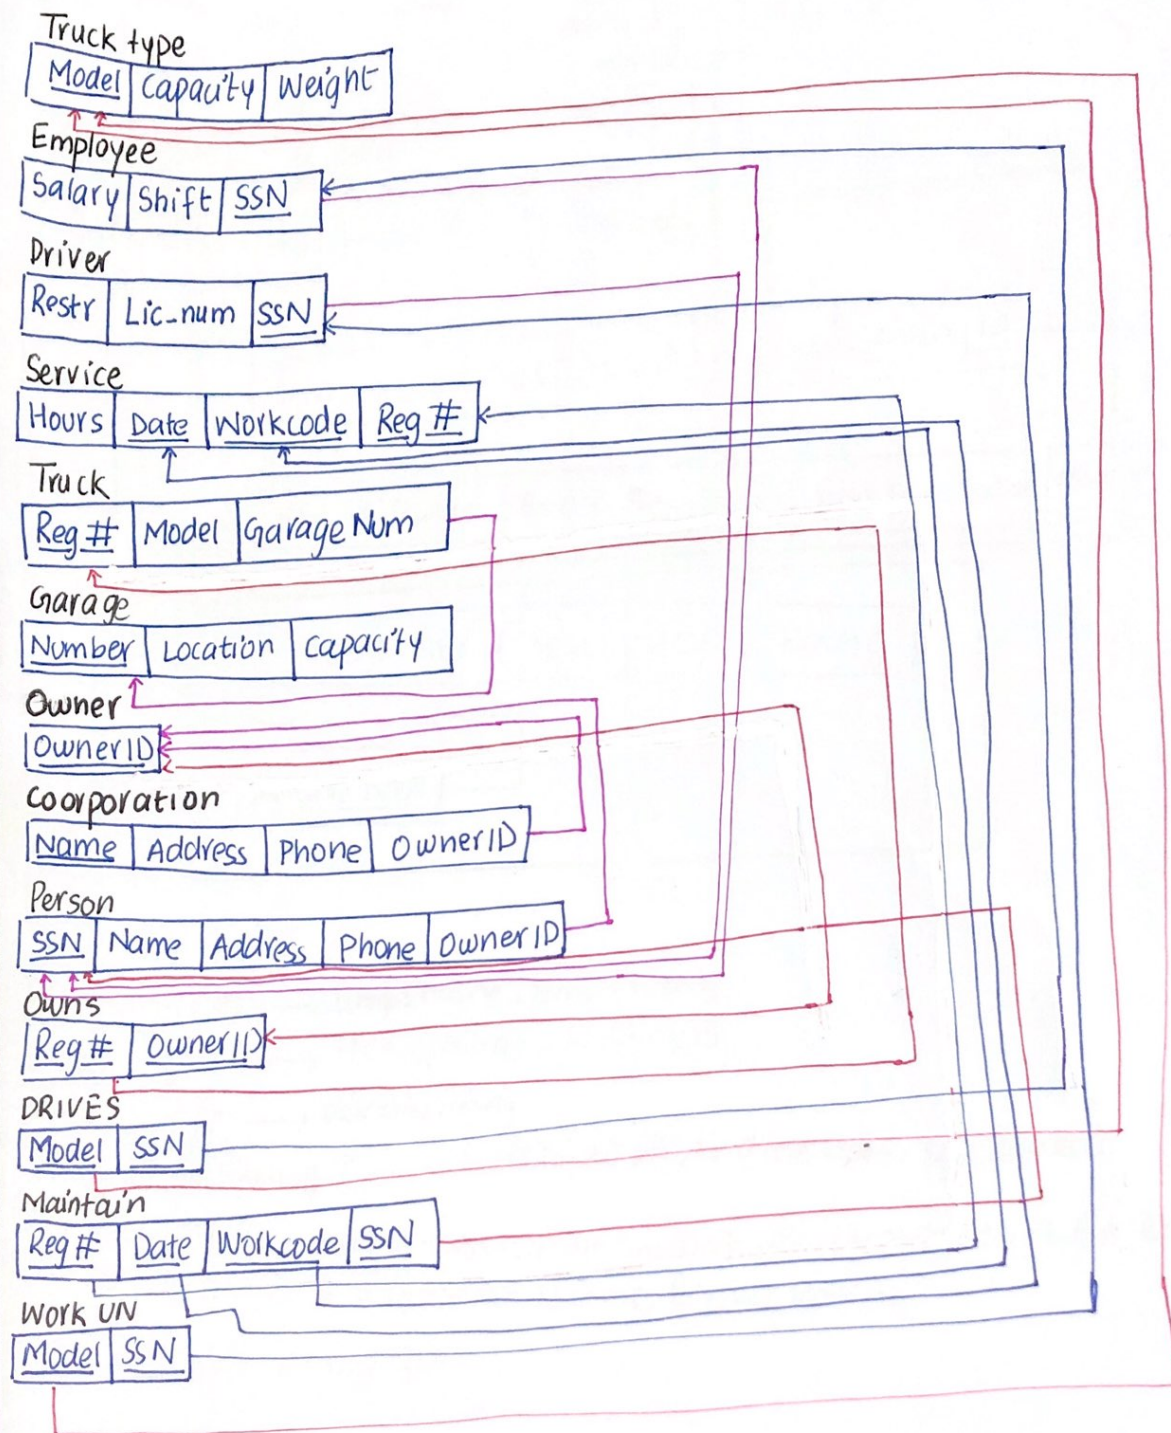 Truck type
Model Capacity Weight
Employee
Salary Shift SSN
Driver
Restr Lic_num SSN
Service
Hours Date Workcode Reg #
Truck
Reg # Model Garage Num
Garage
Number Location Capacity
Owner
OwnerID
Coorporation
Name Address Phone OwnerID
Person
SSN Name Address Phone OwnerID
Owns
Reg # OwnerID
DRIVES
Model SSN
Maintain
Reg # Date Workcode SSN
Work UN
Model SSN